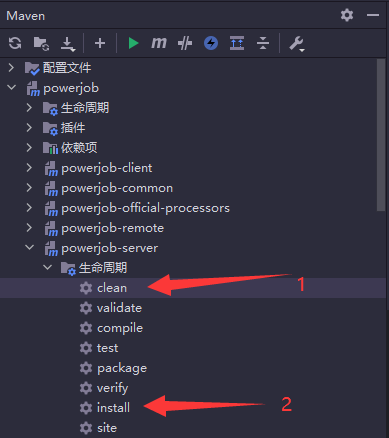 Maven
m
配置文件
powerjob
生命周期
插件
依赖项
powerjob-client
powerjob-common
powerjob-official-processors
powerjob-remote
powerjob-server
生命周期
clean
1
validate
compile
test
package
verify
install
2
site